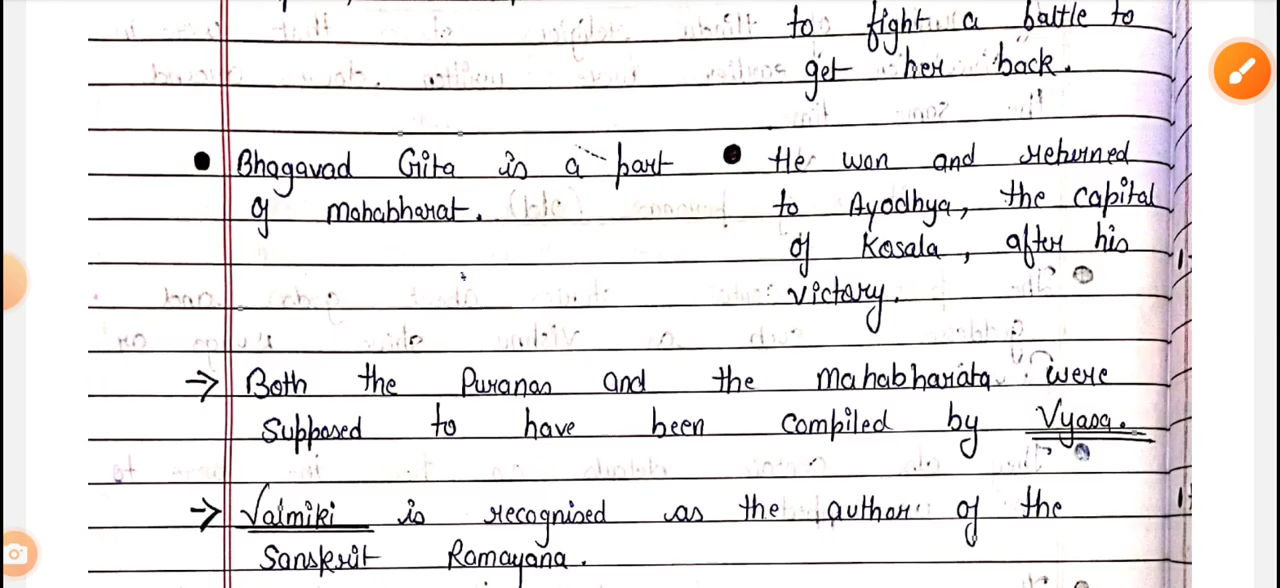 to fight a battle to
get her back.
• Bhagavad Gita is a part
of Mahabharat.
• He won and returned
to Ayodhya, the capital
of Kosala, after his
victory.
→ Both the Puranas and the Mahabharata were
supposed to have been compiled by Vyasa.
→ Valmiki is recognised as the author of the
Sanskrit Ramayana.